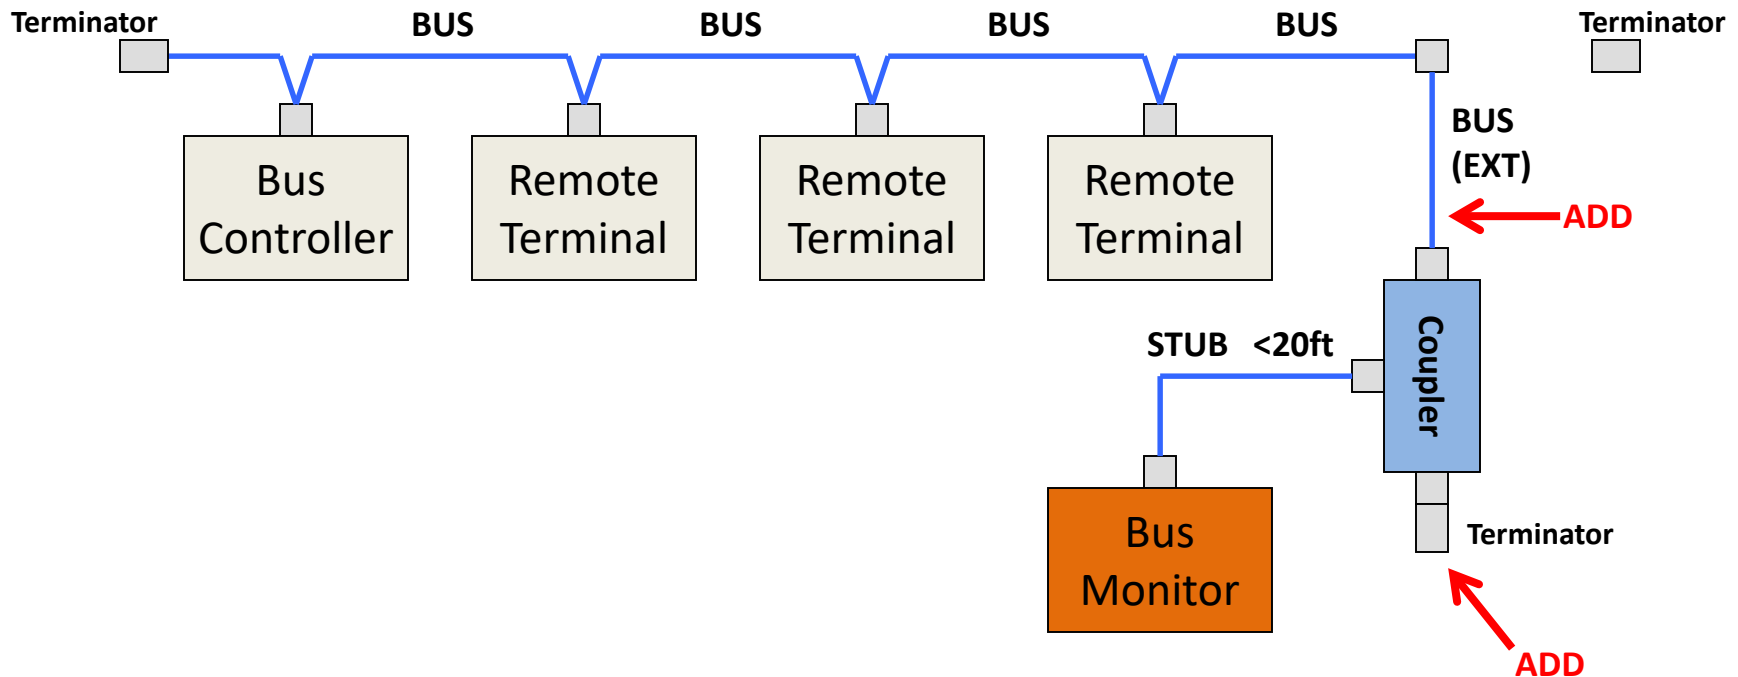 Terminator
BUS
BUS
BUS
BUS
Terminator
Bus
Controller
Remote
Terminal
Remote
Terminal
Remote
Terminal
BUS
(EXT)
ADD
Coupler
STUB <20ft
Bus
Monitor
Terminator
ADD